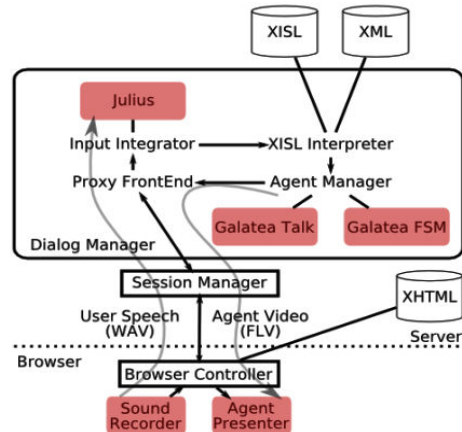 XISL
XML
Julius
Input Integrator
XISL Interpreter
Proxy FrontEnd
Agent Manager
Galatea Talk
Galatea FSM
Dialog Manager
Session Manager
XHTML
User Speech
(WAV)
Agent Video
(FLV)
Server
Browser
Browser Controller
Sound
Recorder
Agent
Presenter